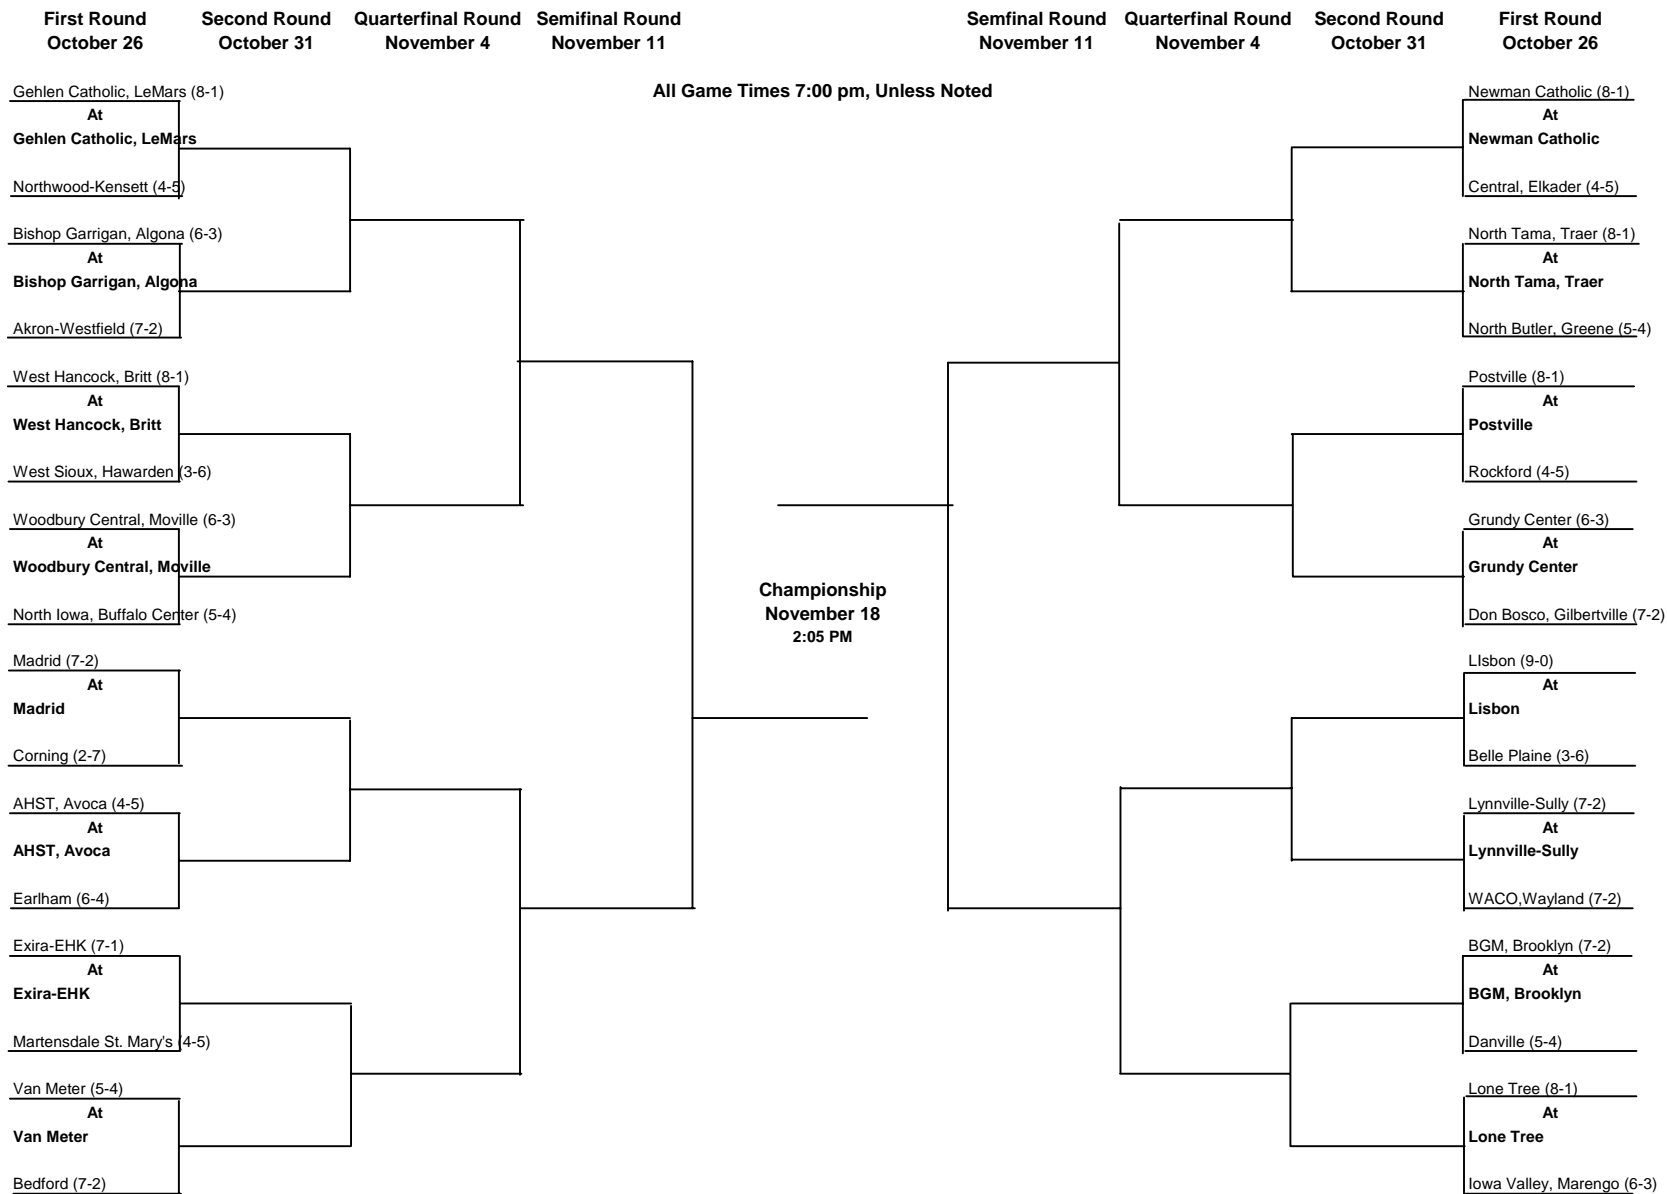 First Round
October 26
Second Round
October 31
Quarterfinal Round
November 4
Semifinal Round
November 11
Semfinal Round
November 11
Quarterfinal Round
November 4
Second Round
October 31
First Round
October 26
All Game Times 7:00 pm, Unless Noted
Gehlen Catholic, LeMars (8-1)
At
Gehlen Catholic, LeMars
Northwood-Kensett (4-5)
Bishop Garrigan, Algona (6-3)
At
Bishop Garrigan, Algona
Akron-Westfield (7-2)
West Hancock, Britt (8-1)
At
West Hancock, Britt
West Sioux, Hawarden (3-6)
Woodbury Central, Moville (6-3)
At
Woodbury Central, Moville
North Iowa, Buffalo Center (5-4)
Madrid (7-2)
At
Madrid
Corning (2-7)
AHST, Avoca (4-5)
At
AHST, Avoca
Earlham (6-4)
Exira-EHK (7-1)
At
Exira-EHK
Martensdale St. Mary's (4-5)
Van Meter (5-4)
At
Van Meter
Bedford (7-2)
Championship
November 18
2:05 PM
Newman Catholic (8-1)
At
Newman Catholic
Central, Elkader (4-5)
North Tama, Traer (8-1)
At
North Tama, Traer
North Butler, Greene (5-4)
Postville (8-1)
At
Postville
Rockford (4-5)
Grundy Center (6-3)
At
Grundy Center
Don Bosco, Gilbertville (7-2)
LIsbon (9-0)
At
Lisbon
Belle Plaine (3-6)
Lynnville-Sully (7-2)
At
Lynnville-Sully
WACO,Wayland (7-2)
BGM, Brooklyn (7-2)
At
BGM, Brooklyn
Danville (5-4)
Lone Tree (8-1)
At
Lone Tree
Iowa Valley, Marengo (6-3)